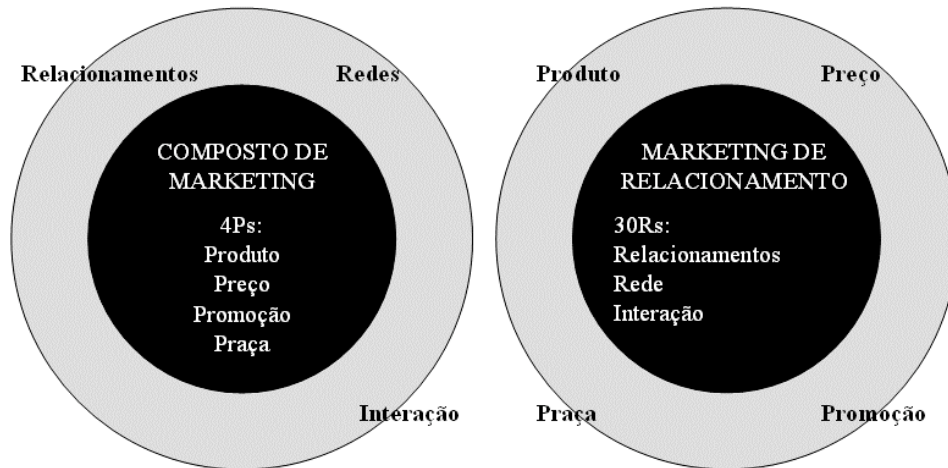 Relacionamentos
Redes
COMPOSTO DE
MARKETING
4Ps:
Produto
Preço
Promoção
Praça
Interação
Produto
Preço
MARKETING DE
RELACIONAMENTO
30Rs:
Relacionamentos
Rede
Interação
Praça
Promoção